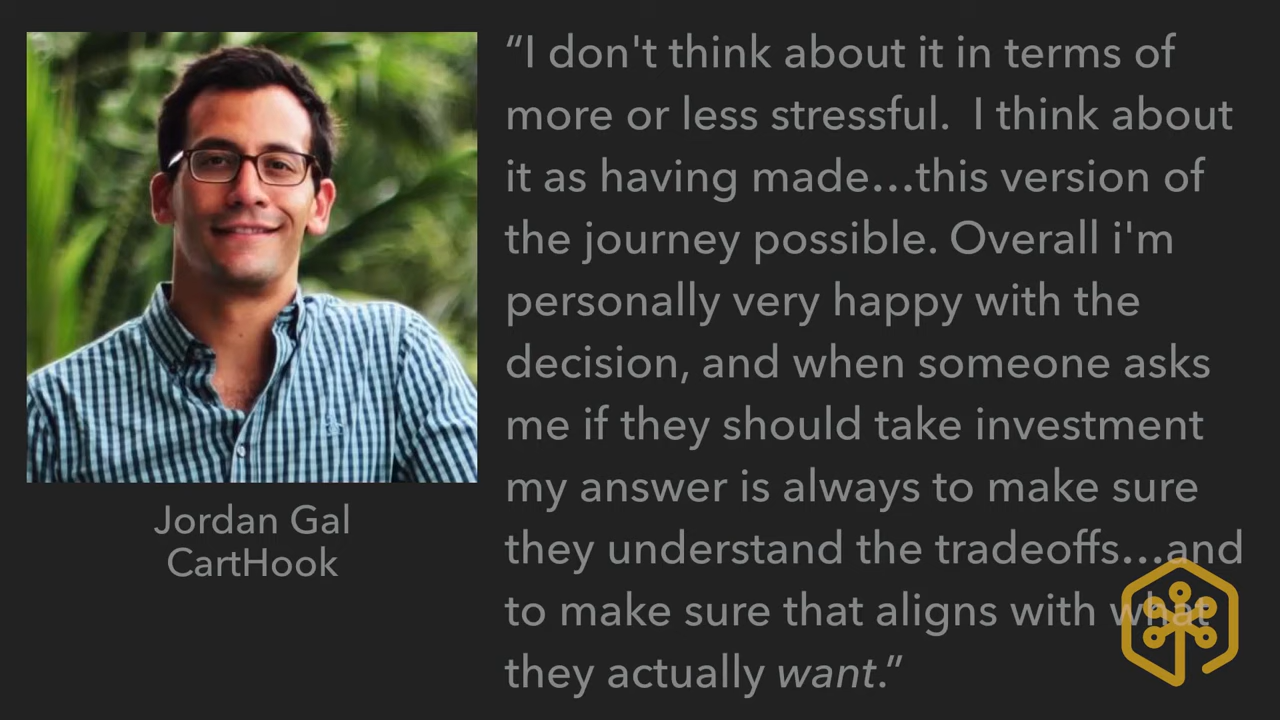 “I don't think about it in terms of
more or less stressful.  I think about
it as having made...this version of
the journey possible. Overall i'm
personally very happy with the
decision, and when someone asks
me if they should take investment
my answer is always to make sure
they understand the tradeoffs...and
to make sure that aligns with what
they actually want.”
Jordan Gal
CartHook